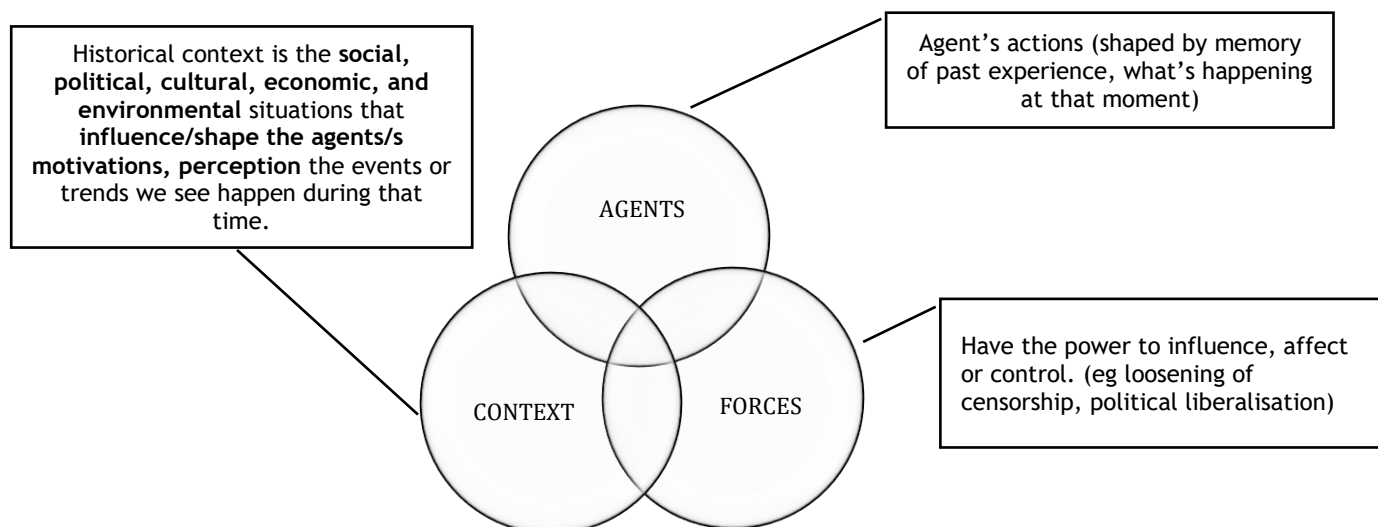 Historical context is the social,
political, cultural, economic, and
environmental situations that
influence/shape the agents/s
motivations, perception the events or
trends we see happen during that
time.
Agent’s actions (shaped by memory
of past experience, what’s happening
at that moment)
AGENTS
Have the power to influence, affect
or control. (eg loosening of
censorship, political liberalisation)
CONTEXT
FORCES